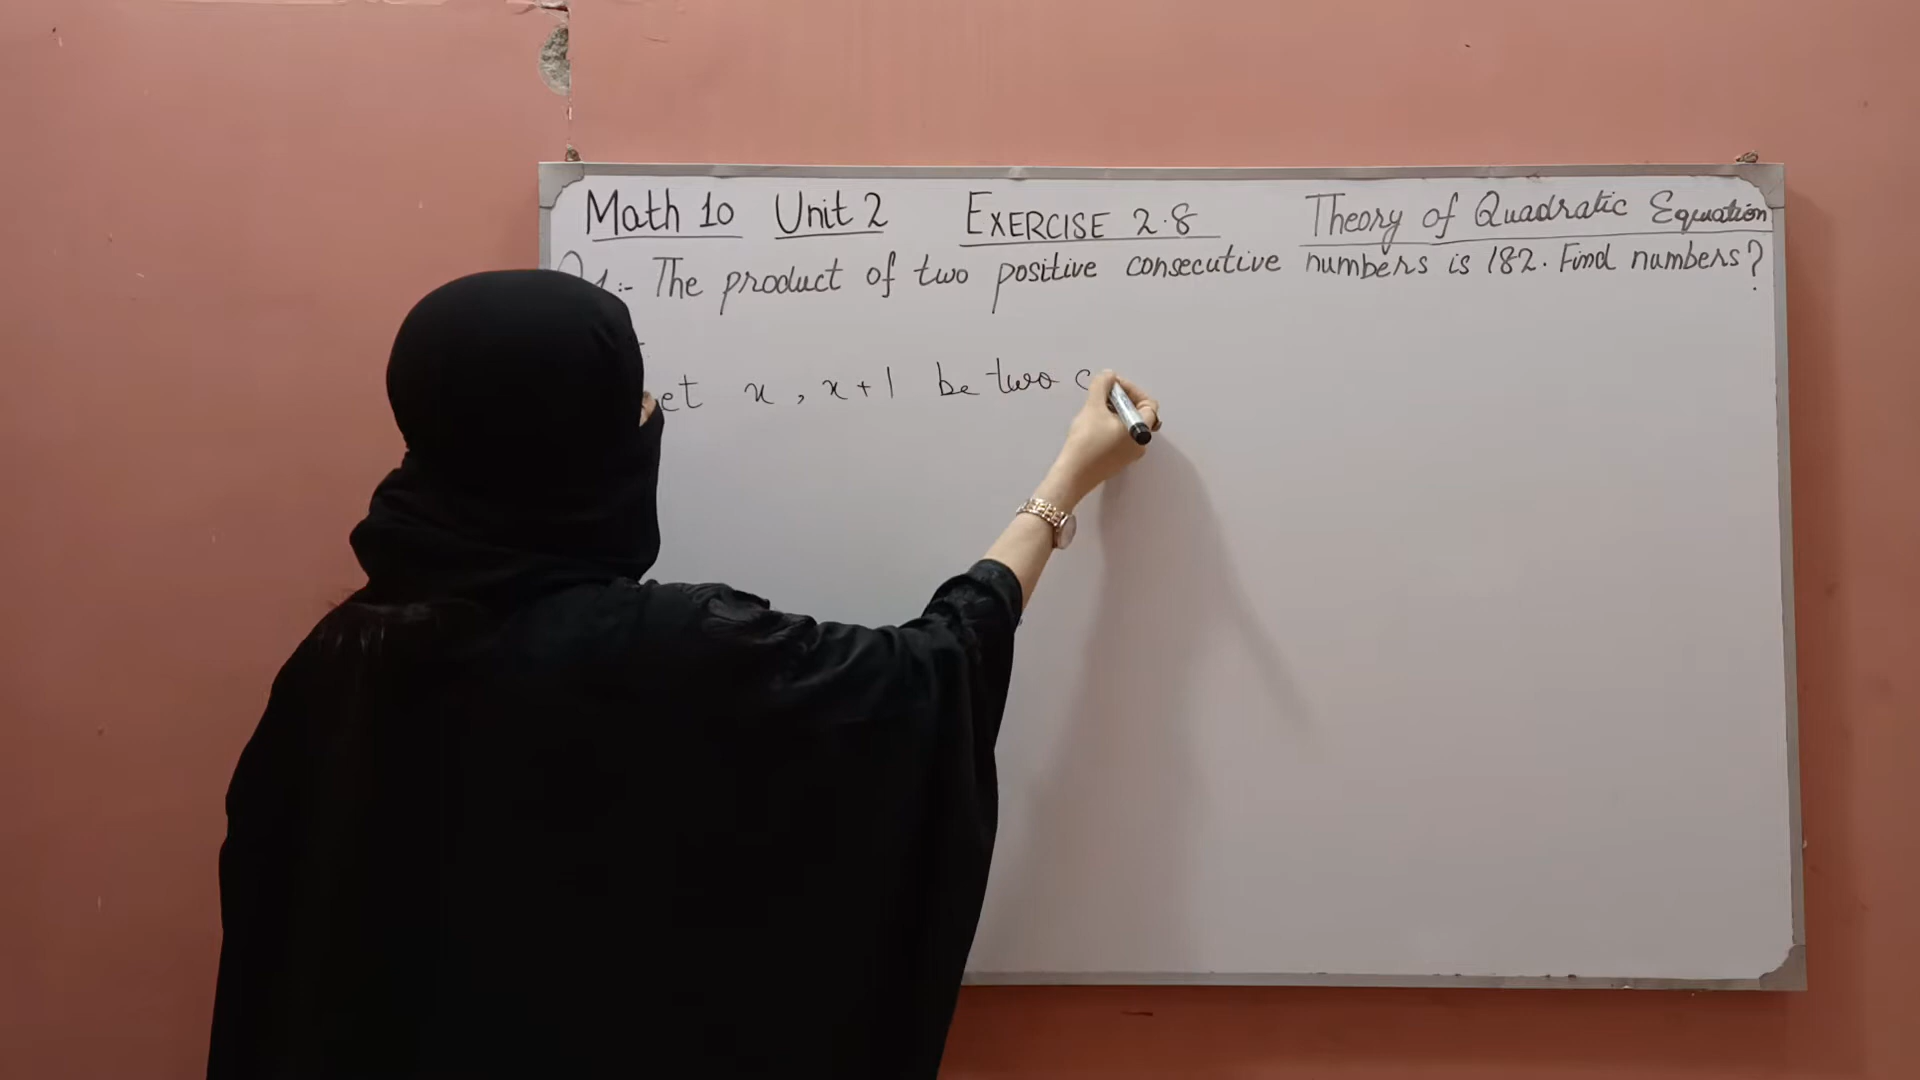 Math 10 Unit 2 EXERCISE 2.8 Theory of Quadratic Equation
1:- The product of two positive consecutive numbers is 182. Find numbers?
et x , x + 1 be two c